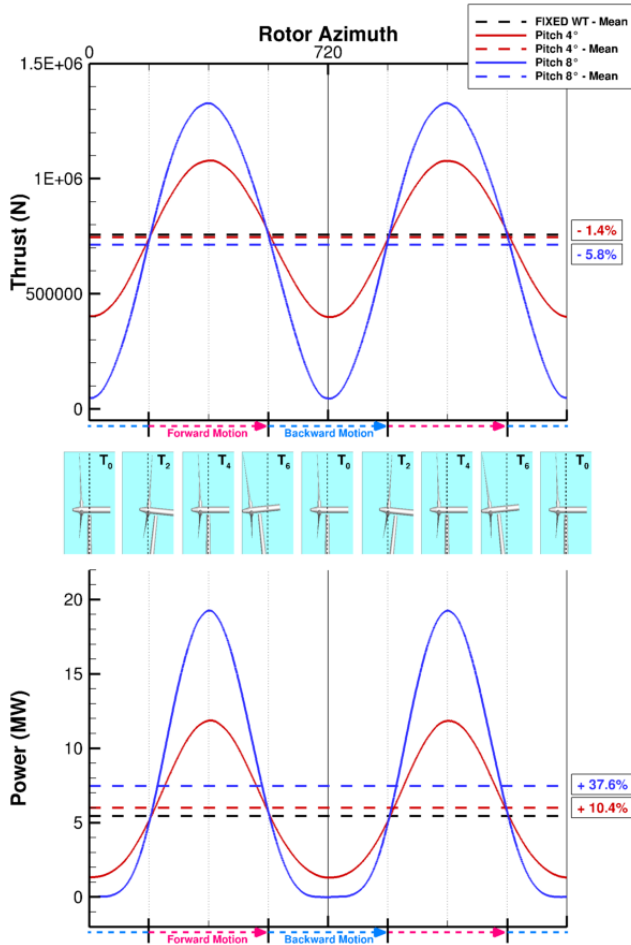 Rotor Azimuth
0
720
FIXED WT - Mean
Pitch 4°
Pitch 4° - Mean
Pitch 8°
Pitch 8° - Mean
1.5E+06
1E+06
500000
0
Thrust (N)
- 1.4%
- 5.8%
Forward Motion
Backward Motion
T0
T2
T4
T6
T0
T2
T4
T6
T0
20
15
10
5
0
Power (MW)
+ 37.6%
+ 10.4%
Forward Motion
Backward Motion